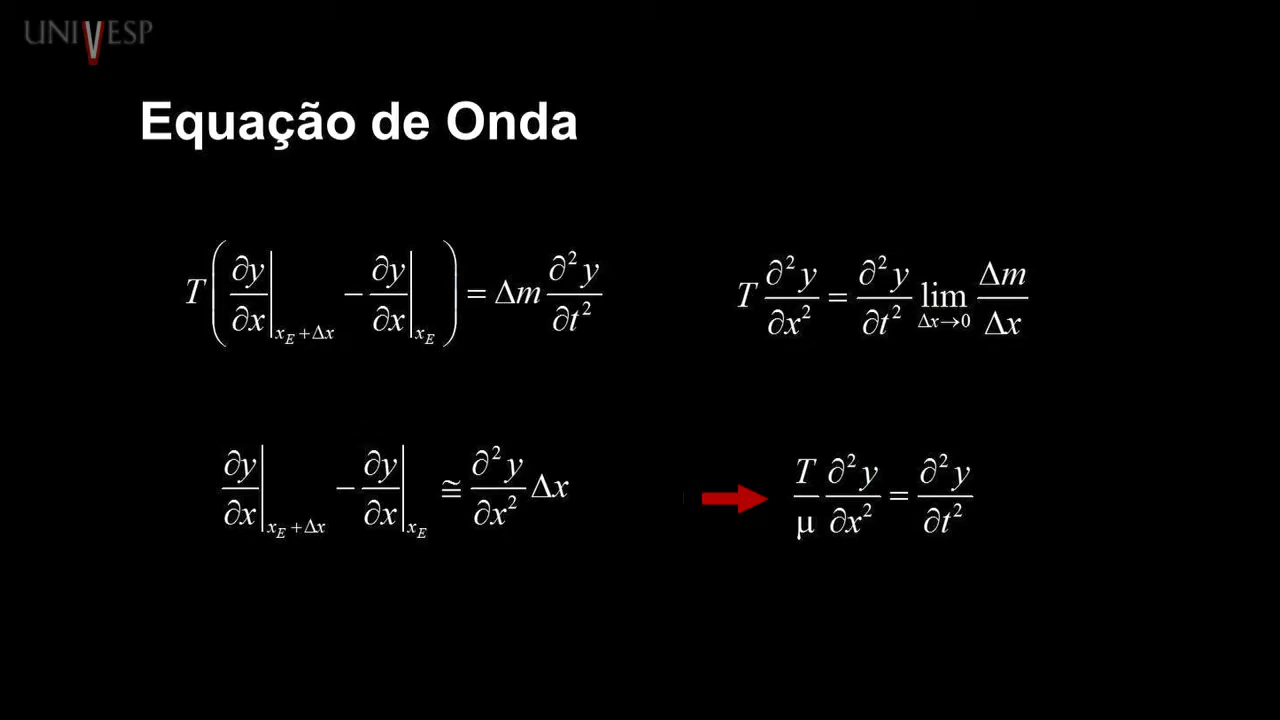 UNIVESP
Equação de Onda
T(∂y/∂x|_{x_E+Δx} − ∂y/∂x|_{x_E}) = Δm ∂²y/∂t²
T ∂²y/∂x² = ∂²y/∂t² lim_{Δx→0} Δm/Δx
∂y/∂x|_{x_E+Δx} − ∂y/∂x|_{x_E} ≅ ∂²y/∂x² Δx
T/μ ∂²y/∂x² = ∂²y/∂t²